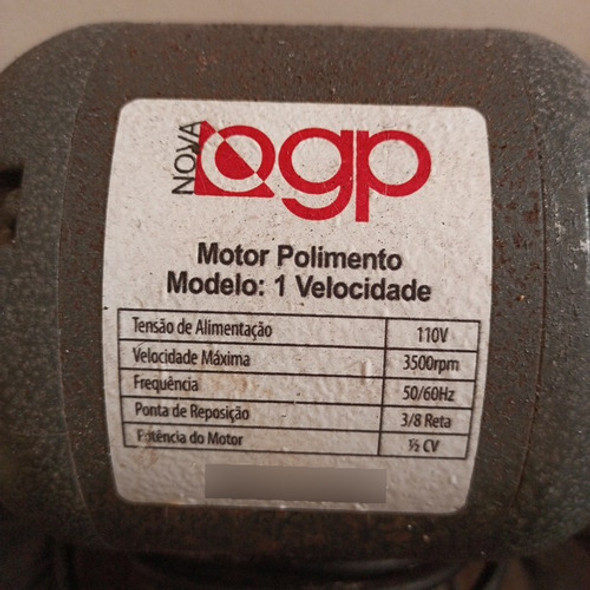 NOVA OGP
Motor Polimento
Modelo: 1 Velocidade
Tensão de Alimentação 110V
Velocidade Máxima 3500rpm
Frequência 50/60Hz
Ponta de Reposição 3/8 Reta
Potência do Motor ½ CV